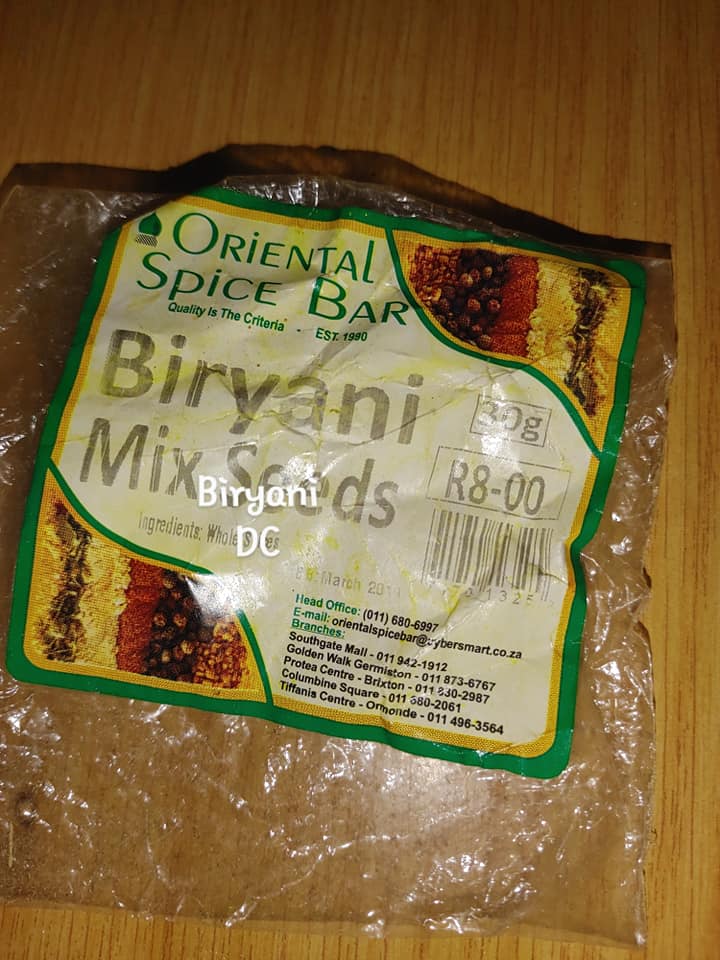 ORIENTAL
SPICE BAR
Quality Is The Criteria - EST. 1990
Biryani
30g
Mix Seeds
R8-00
Biryani
DC
Ingredients: Whole Spices
March 201
Head Office: (011) 680-6997
E-mail: orientalspicebar@cybersmart.co.za
Branches:
Southgate Mall - 011 942-1912
Golden Walk Germiston - 011 873-6767
Protea Centre - Brixton - 011 830-2987
Columbine Square - 011 680-2061
Tiffanis Centre - Ormonde - 011 496-3564